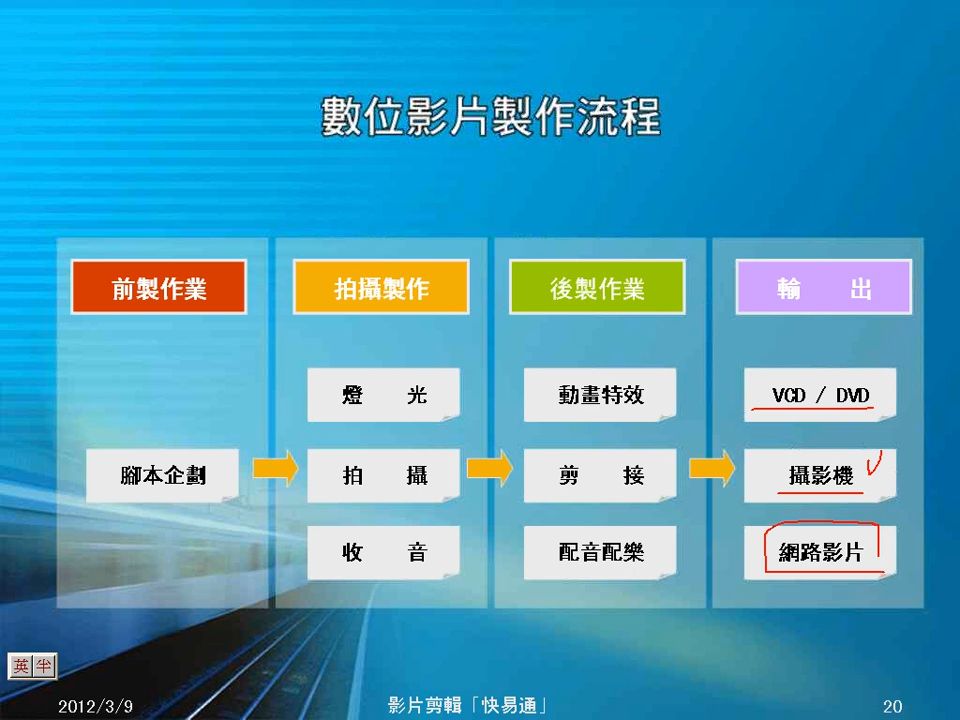 數位影片製作流程
前製作業
拍攝製作
後製作業
輸 出
腳本企劃
燈 光
拍 攝
收 音
動畫特效
剪 接
配音配樂
VCD / DVD
攝影機
網路影片
英 半
2012/3/9
影片剪輯「快易通」
20